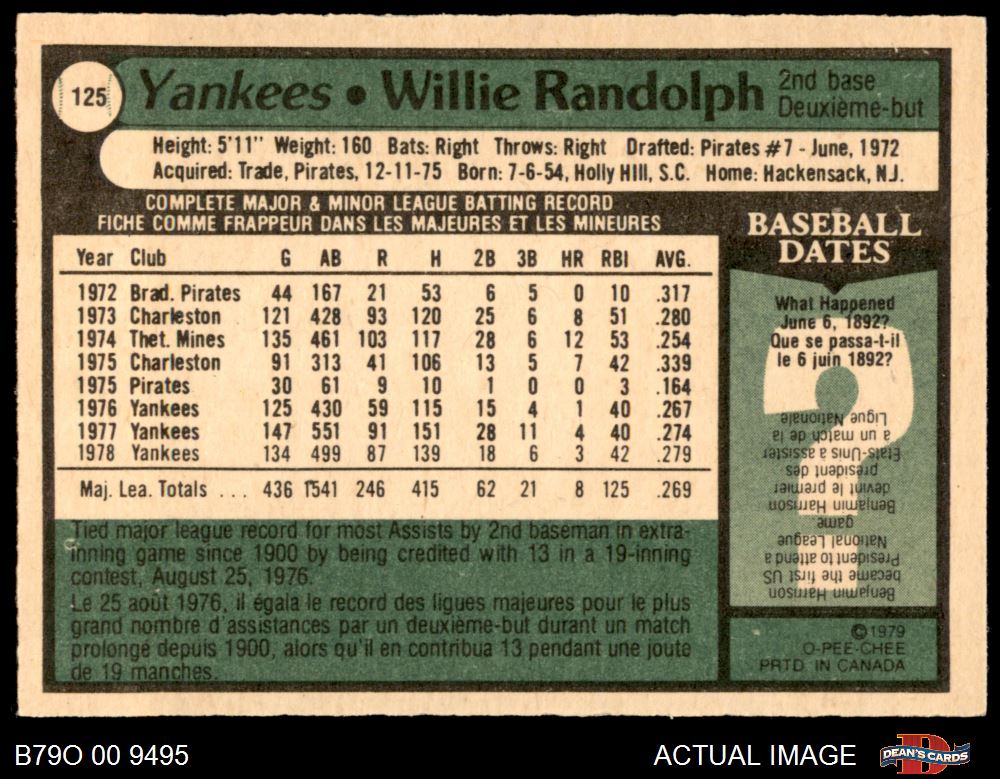 125
Yankees • Willie Randolph
2nd base
Deuxième-but
Height: 5'11" Weight: 160 Bats: Right Throws: Right Drafted: Pirates #7 - June, 1972
Acquired: Trade, Pirates, 12-11-75 Born: 7-6-54, Holly Hill, S.C. Home: Hackensack, N.J.
COMPLETE MAJOR & MINOR LEAGUE BATTING RECORD
FICHE COMME FRAPPEUR DANS LES MAJEURES ET LES MINEURES
Year Club G AB R H 2B 3B HR RBI AVG.
1972 Brad. Pirates 44 167 21 53 6 5 0 10 .317
1973 Charleston 121 428 93 120 25 6 8 51 .280
1974 Thet. Mines 135 461 103 117 28 6 12 53 .254
1975 Charleston 91 313 41 106 13 5 7 42 .339
1975 Pirates 30 61 9 10 1 0 0 3 .164
1976 Yankees 125 430 59 115 15 4 1 40 .267
1977 Yankees 147 551 91 151 28 11 4 40 .274
1978 Yankees 134 499 87 139 18 6 3 42 .279
Maj. Lea. Totals ... 436 1541 246 415 62 21 8 125 .269
Tied major league record for most Assists by 2nd baseman in extra-
inning game since 1900 by being credited with 13 in a 19-inning
contest, August 25, 1976.
Le 25 août 1976, il égala le record des ligues majeures pour le plus
grand nombre d'assistances par un deuxième-but durant un match
prolongé depuis 1900, alors qu'il en contribua 13 pendant une joute
de 19 manches.
BASEBALL
DATES
What Happened
June 6, 1892?
Que se passa-t-il
le 6 juin 1892?
Benjamin Harrison
became the first US
President to attend a
National League
game.
Benjamin Harrison
devint le premier
président des
États-Unis à assister
à un match de la
Ligue Nationale
©1979
O-PEE-CHEE
PRTD. IN CANADA
B79O 00 9495
ACTUAL IMAGE
DEAN'S CARDS